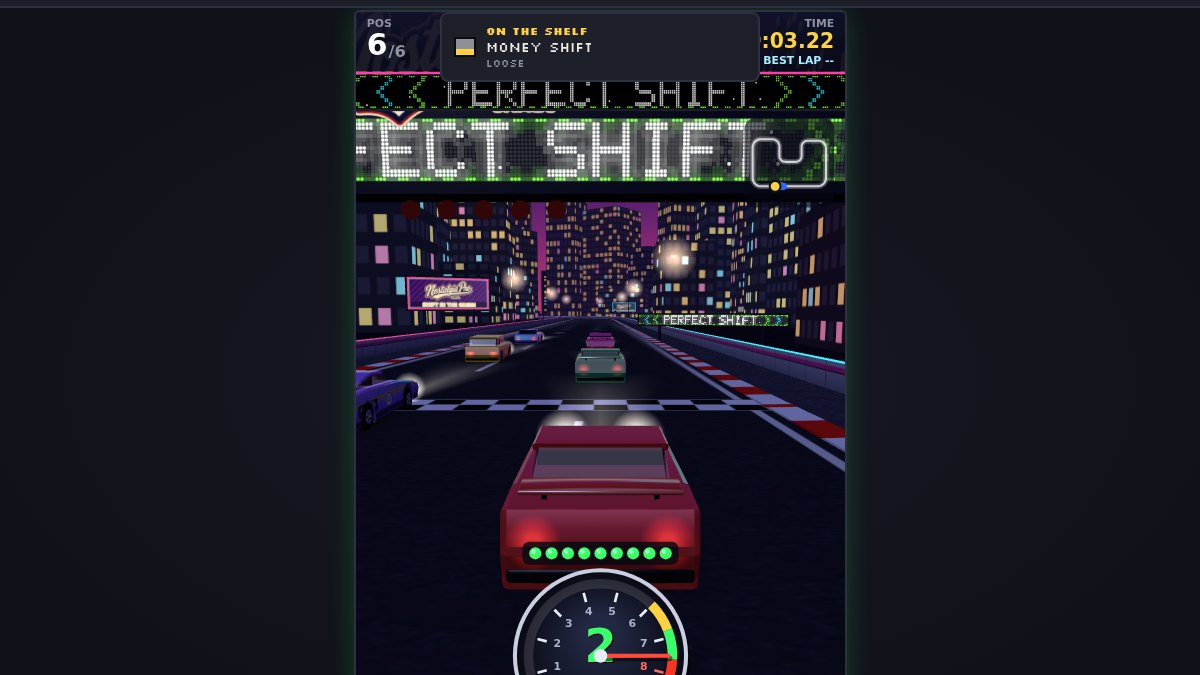 POS
6/6
ON THE SHELF
MONEY SHIFT
LOOSE
TIME
:03.22
BEST LAP --
PERFECT SHIFT
FECT SHIFT
PERFECT SHIFT
1 2 3 4 5 6 7 8
2